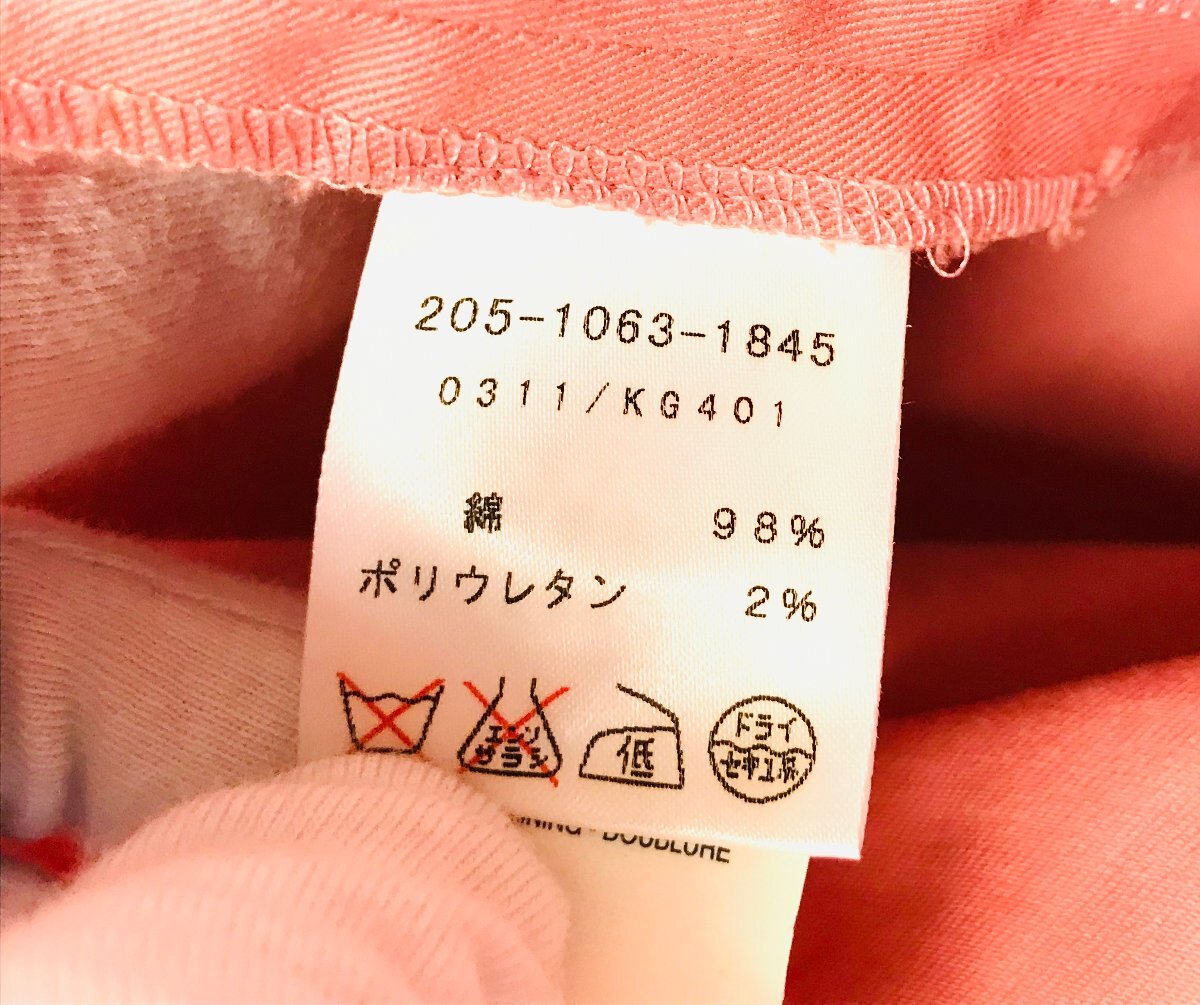 205-1063-1845
0311/KG401
綿 98%
ポリウレタン 2%
エンソ
サラシ
低
ドライ
セキユ系
DOUBLURE